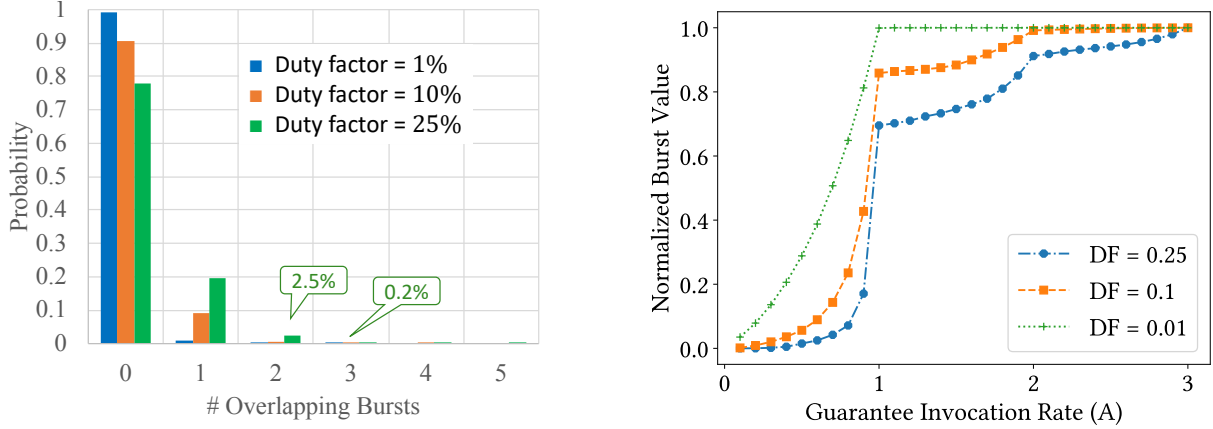 1
0.9
0.8
0.7
0.6
0.5
0.4
0.3
0.2
0.1
0
Probability
Duty factor = 1%
Duty factor = 10%
Duty factor = 25%
2.5%
0.2%
0 1 2 3 4 5
# Overlapping Bursts
1.0
0.8
0.6
0.4
0.2
0.0
Normalized Burst Value
DF = 0.25
DF = 0.1
DF = 0.01
0 1 2 3
Guarantee Invocation Rate (A)